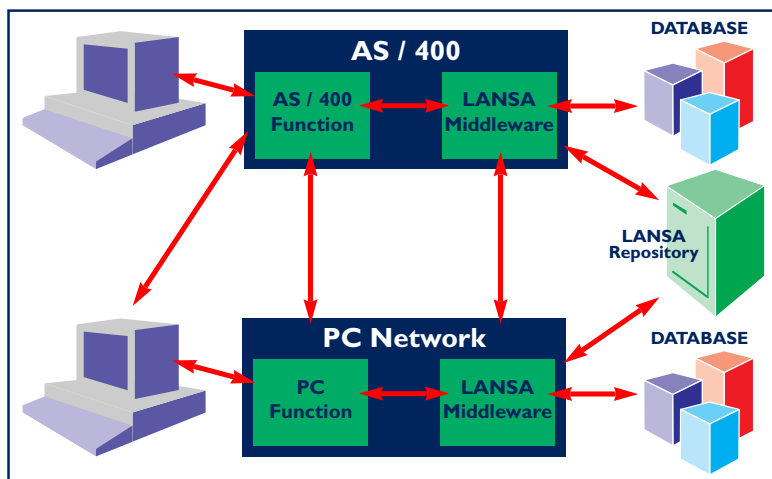 AS / 400
DATABASE
AS / 400
Function
LANSA
Middleware
LANSA
Repository
PC Network
DATABASE
PC
Function
LANSA
Middleware